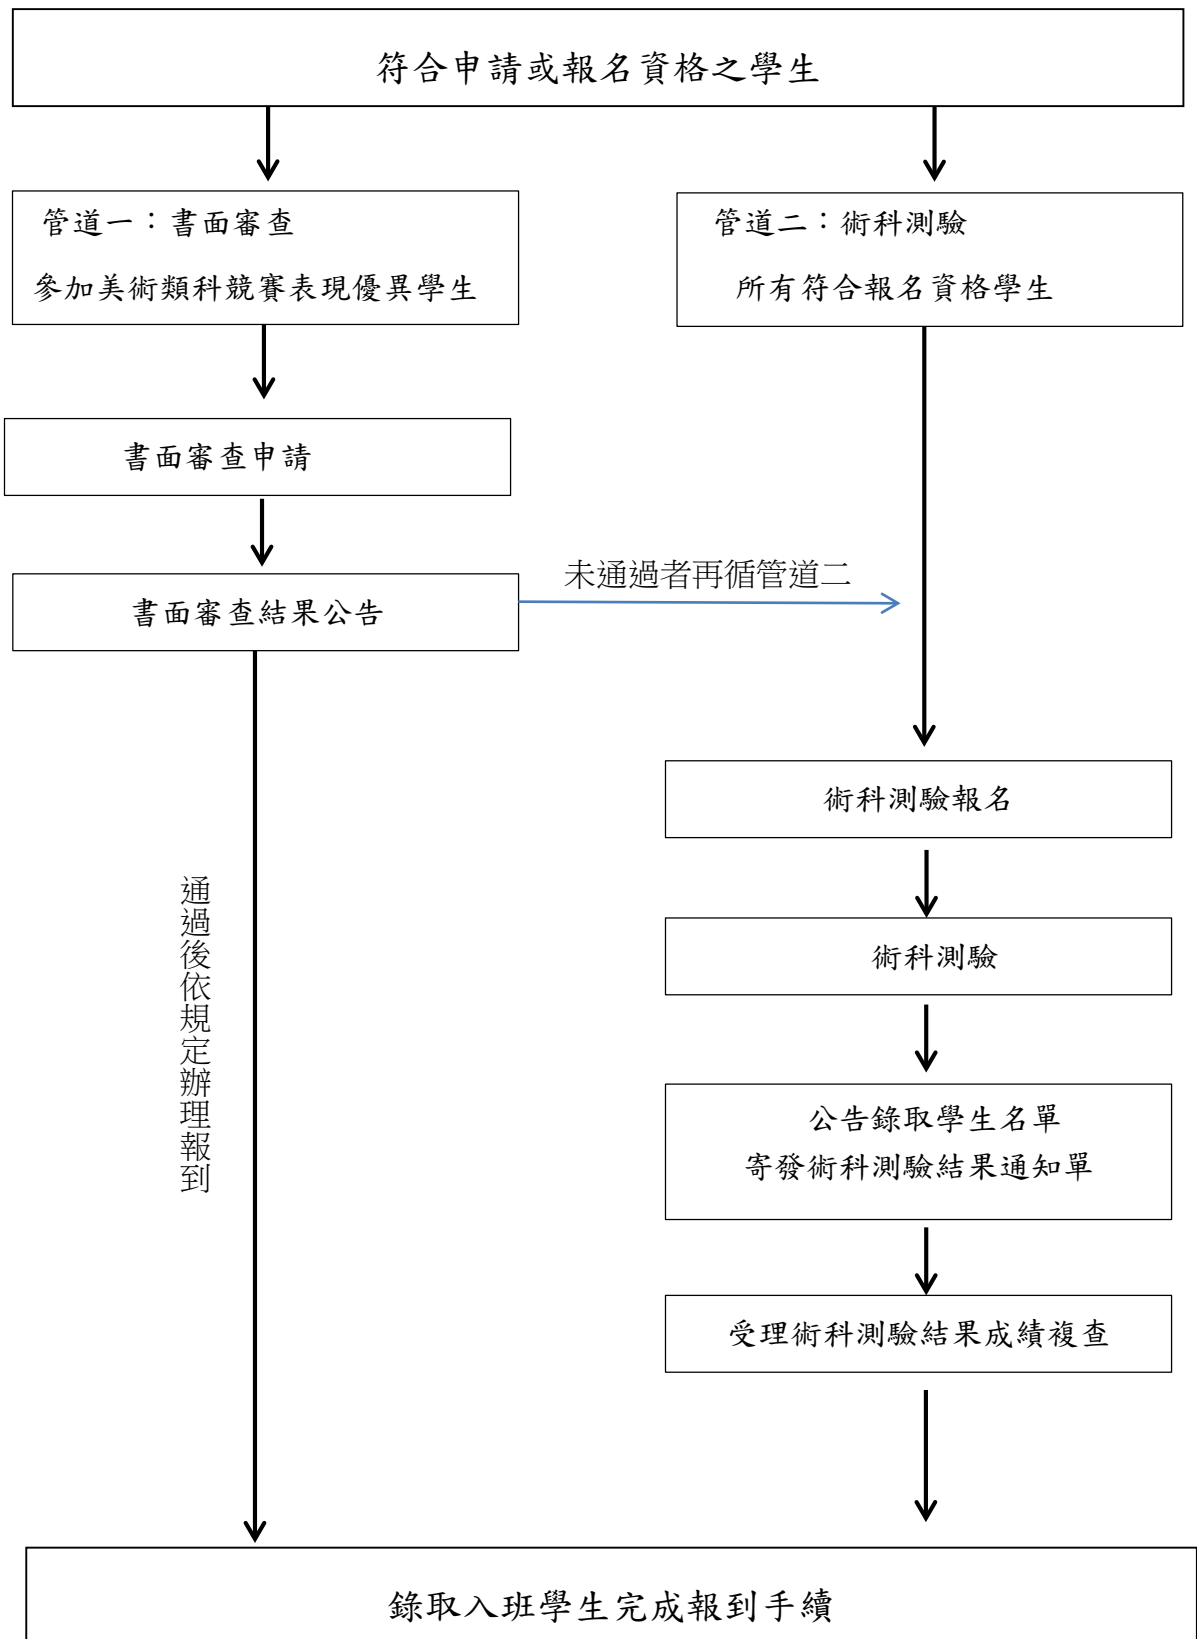 符合申請或報名資格之學生
管道一：書面審查
參加美術類科競賽表現優異學生
管道二：術科測驗
所有符合報名資格學生
書面審查申請
書面審查結果公告
未通過者再循管道二
通過後依規定辦理報到
術科測驗報名
術科測驗
公告錄取學生名單
寄發術科測驗結果通知單
受理術科測驗結果成績複查
錄取入班學生完成報到手續